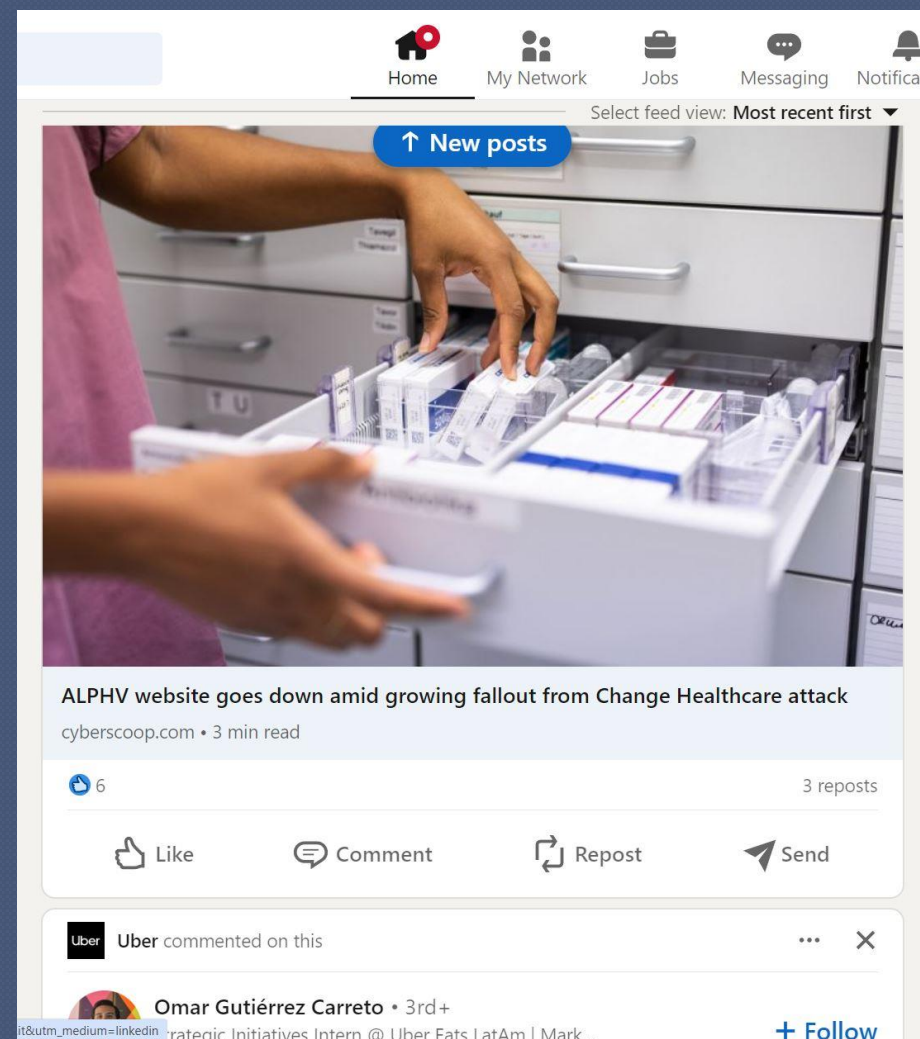 Home
My Network
Jobs
Messaging
Notifica
Select feed view: Most recent first
↑ New posts
Tavegil
Thiamazol
Tavor
T U
ALPHV website goes down amid growing fallout from Change Healthcare attack
cyberscoop.com • 3 min read
6
3 reposts
Like
Comment
Repost
Send
Uber
Uber commented on this
Omar Gutiérrez Carreto • 3rd+
rategic Initiatives Intern @ Uber Eats LatAm | Mark...
+ Follow
it&utm_medium=linkedin